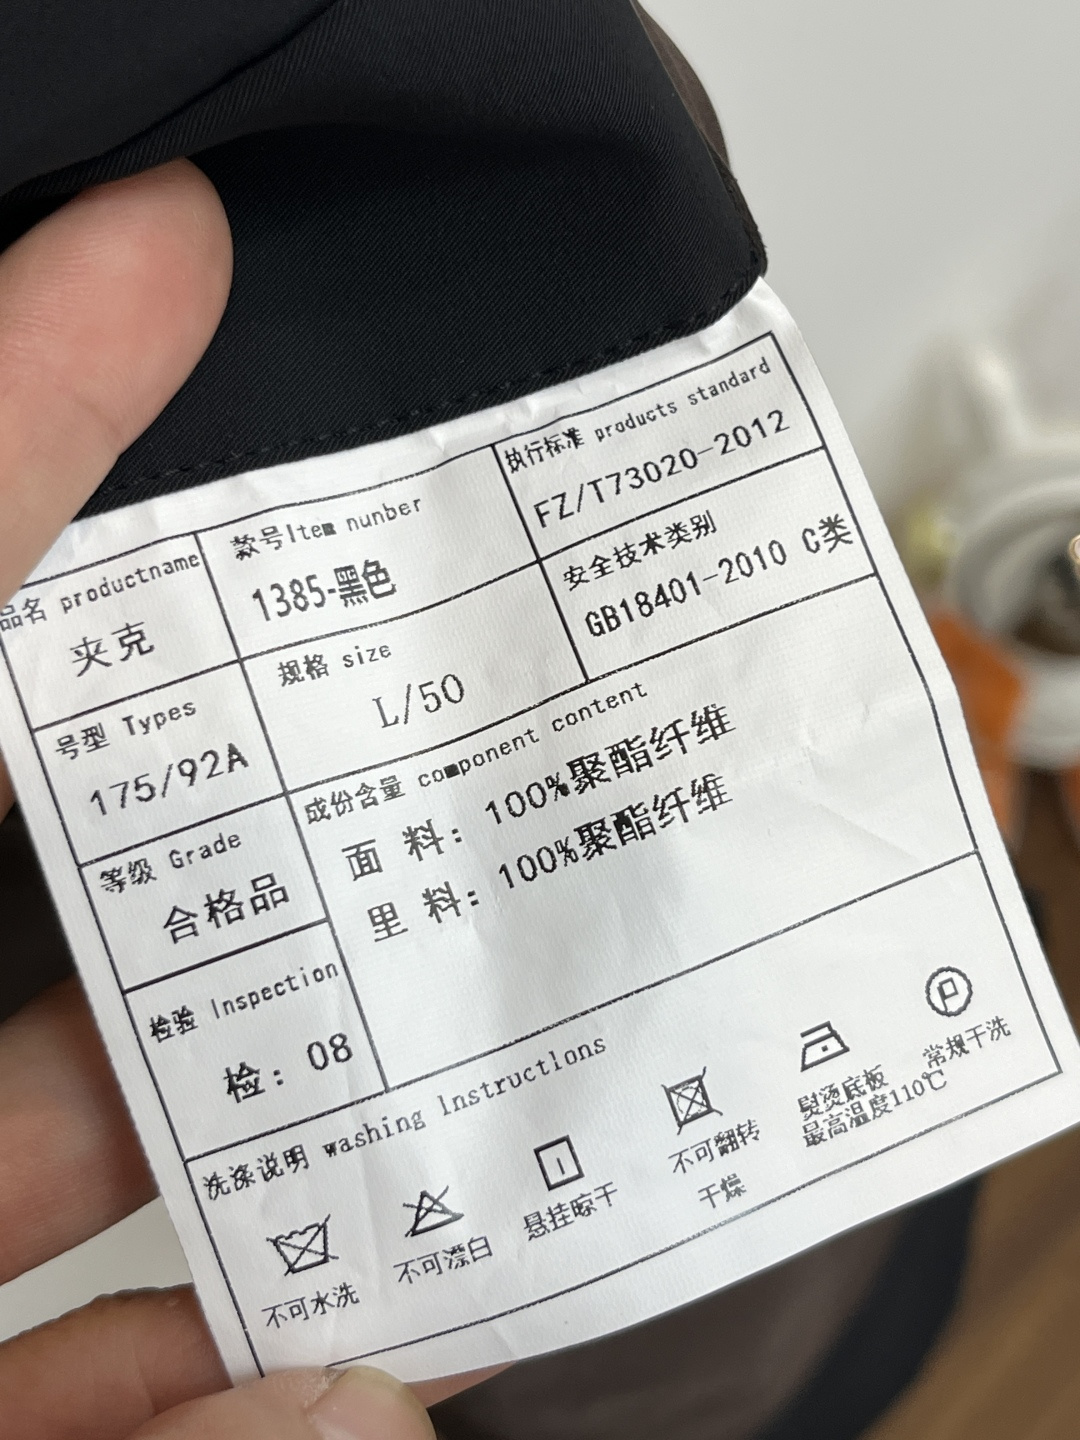 品名 productname
夹克
款号Item nunber
1385-黑色
执行标准 products standard
FZ/T73020-2012
号型 Types
175/92A
规格 size
L/50
安全技术类别
GB18401-2010 C类
等级 Grade
合格品
成份含量 component content
面 料: 100%聚酯纤维
里 料: 100%聚酯纤维
检验 Inspection
检: 08
洗涤说明 washing Instructions
不可水洗
不可漂白
悬挂晾干
不可翻转
干燥
熨烫底板
最高温度110℃
P
常规干洗